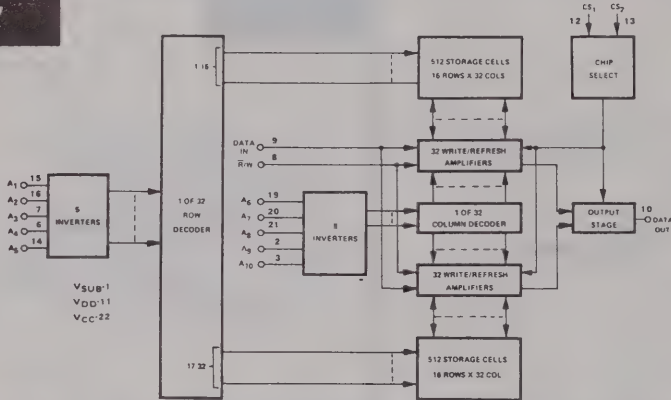 CS1 CS7
12 13
CHIP
SELECT
1 16
512 STORAGE CELLS
16 ROWS X 32 COLS
DATA
IN
9
R/W
8
32 WRITE/REFRESH
AMPLIFIERS
A1 15
A2 16
A3 7
A4 6
A5 14
5
INVERTERS
1 OF 32
ROW
DECODER
A6 19
A7 20
A8 21
A9 2
A10 3
5
INVERTERS
1 OF 32
COLUMN DECODER
OUTPUT
STAGE
10
DATA
OUT
32 WRITE/REFRESH
AMPLIFIERS
VSUB-1
VDD-11
VCC-22
17 32
512 STORAGE CELLS
16 ROWS X 32 COL